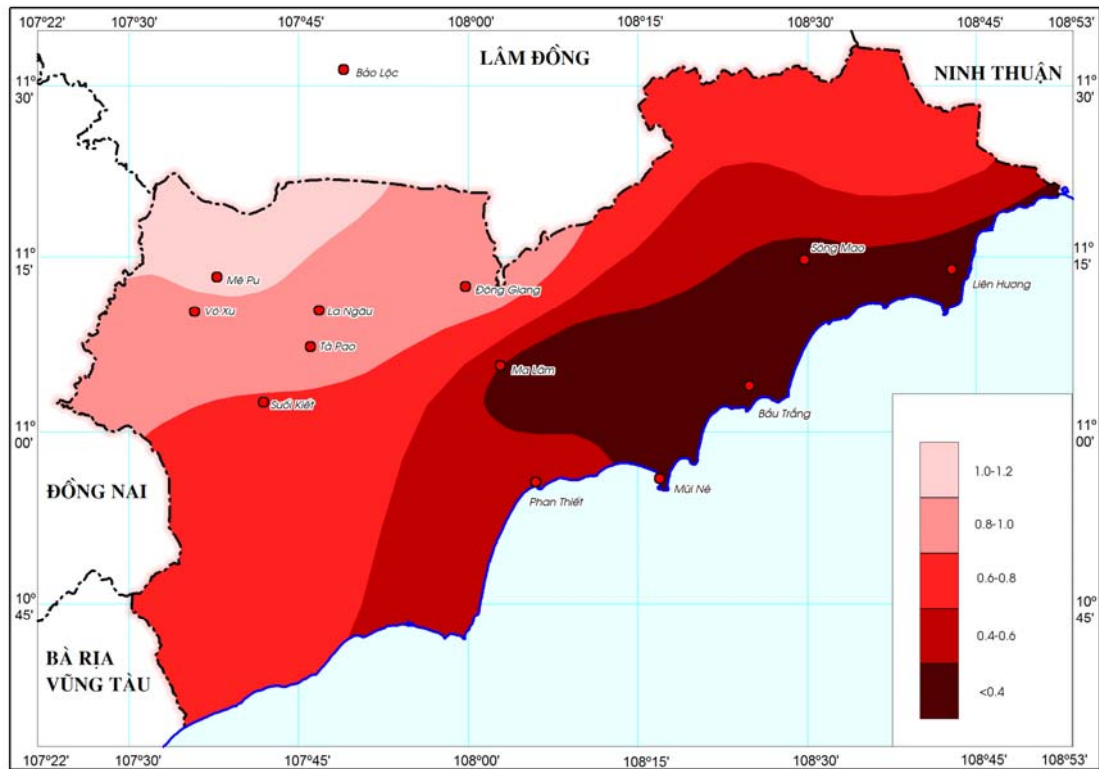 107°22' 107°30' 107°45' 108°00' 108°15' 108°30' 108°45' 108°53'
LÂM ĐỒNG
NINH THUẬN
Bảo Lộc
11°
30'
11°
30'
11°
15'
11°
15'
Sông Mao
Mê Pu
Liên Hương
Đông Giang
Võ Xu
La Ngâu
Tà Pao
Ma Lâm
Bầu Trắng
Suối Kiết
11°
00'
11°
00'
ĐỒNG NAI
Phan Thiết
Mũi Né
1.0-1.2
0.8-1.0
0.6-0.8
0.4-0.6
<0.4
10°
45'
10°
45'
BÀ RỊA
VŨNG TÀU
107°22' 107°30' 107°45' 108°00' 108°15' 108°30' 108°45' 108°53'